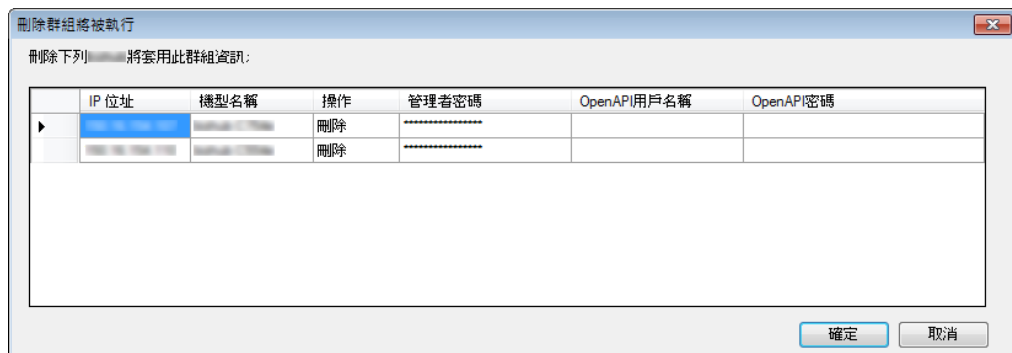 刪除群組將被執行
刪除下列 將套用此群組資訊:
IP 位址 機型名稱 操作 管理者密碼 OpenAPI用戶名稱 OpenAPI密碼
刪除 ****************
刪除 ****************
確定 取消